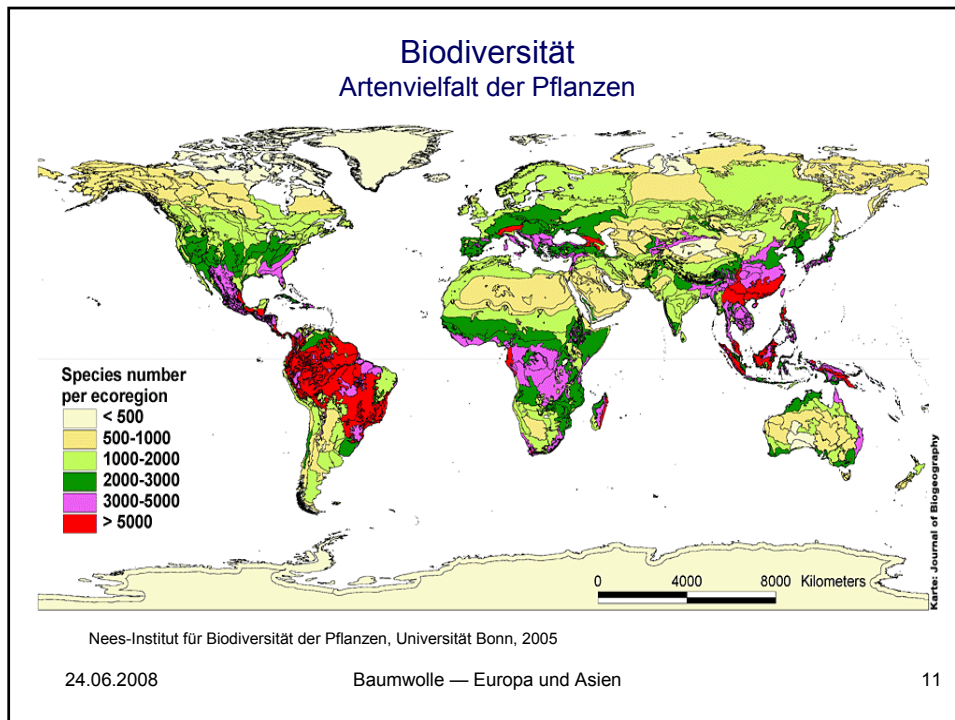 Biodiversität
Artenvielfalt der Pflanzen
Species number
per ecoregion
< 500
500-1000
1000-2000
2000-3000
3000-5000
> 5000
0 4000 8000 Kilometers
Karte: Journal of Biogeography
Nees-Institut für Biodiversität der Pflanzen, Universität Bonn, 2005
24.06.2008 Baumwolle — Europa und Asien 11